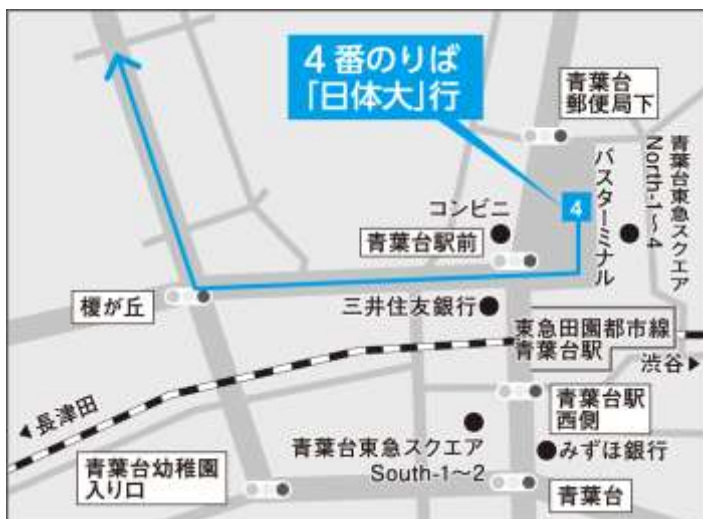 4番のりば
「日体大」行
青葉台
郵便局下
青葉台東急スクエア
North-1～4
バスターミナル
4
コンビニ
青葉台駅前
榎が丘
三井住友銀行
東急田園都市線
青葉台駅
渋谷▶
◀長津田
青葉台駅
西側
青葉台東急スクエア
South-1～2
みずほ銀行
青葉台幼稚園
入り口
青葉台